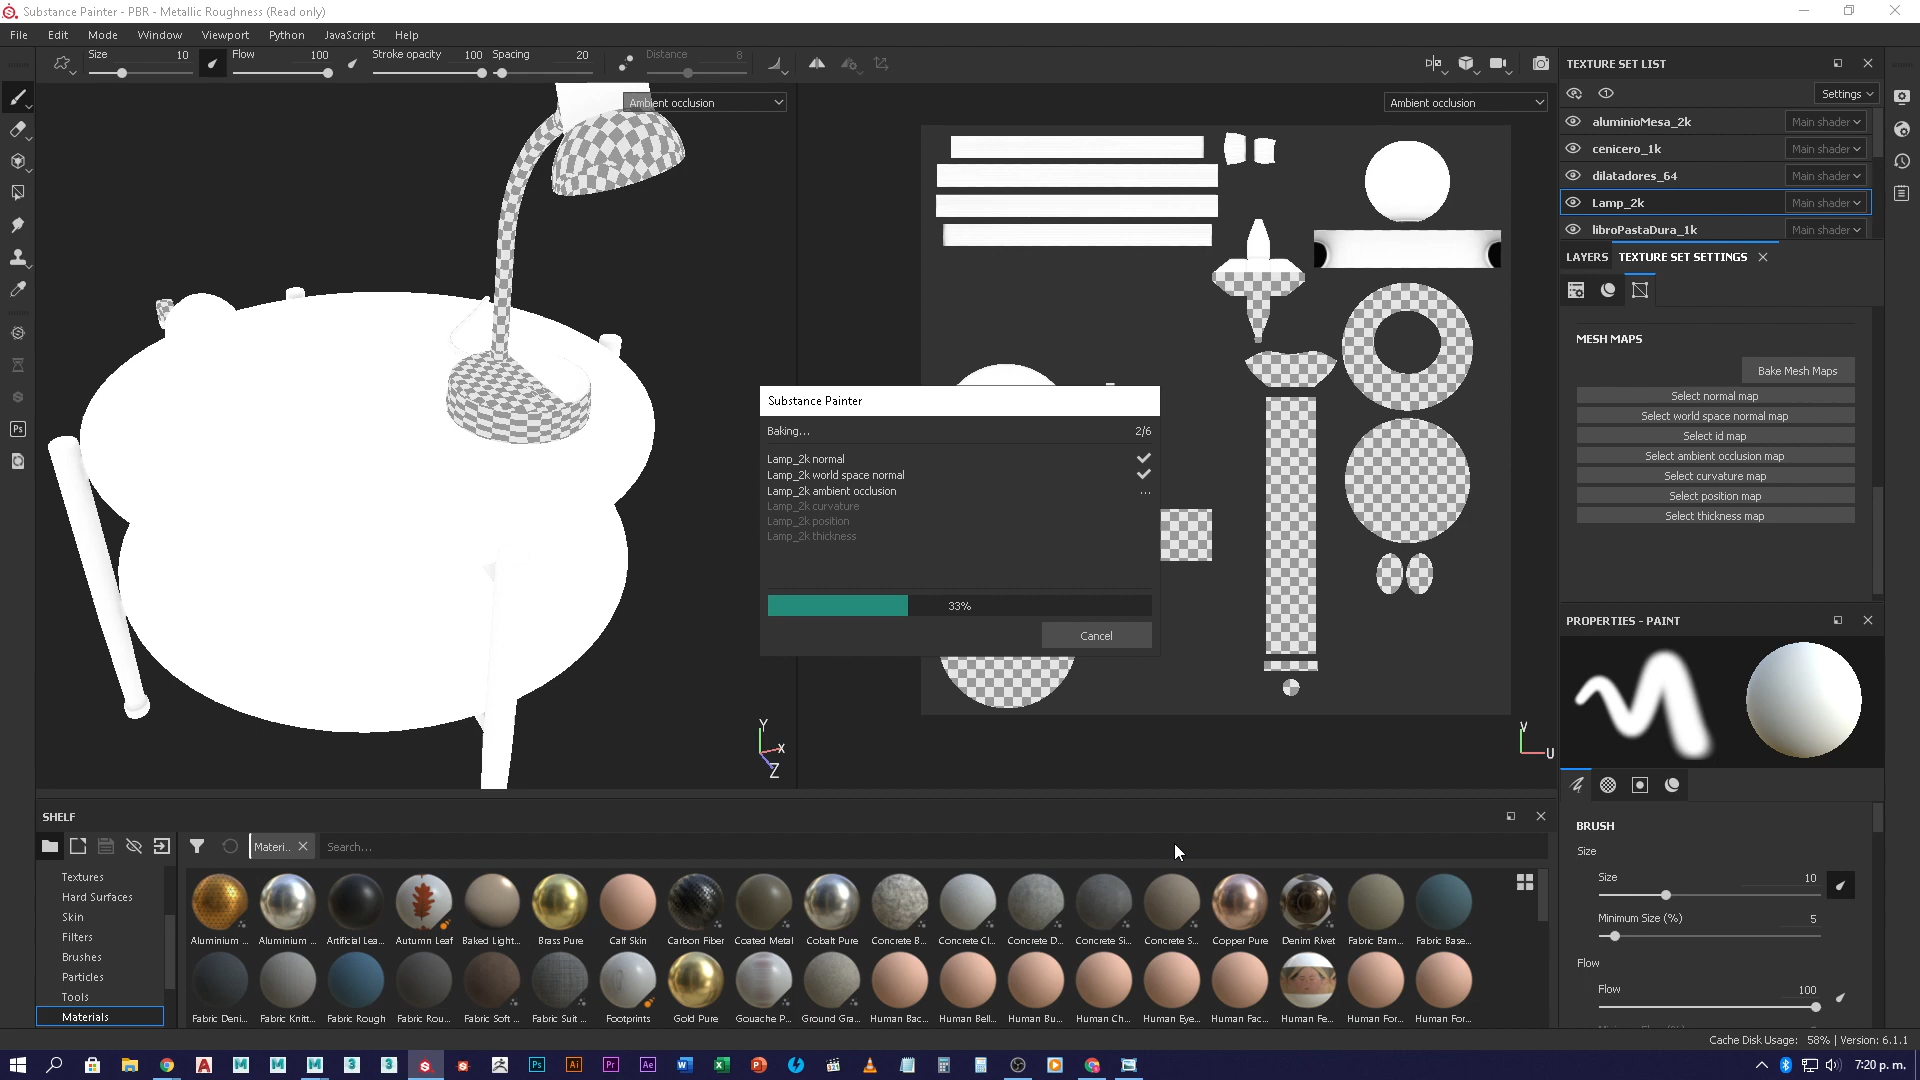 Substance Painter - PBR - Metallic Roughness (Read only)
File Edit Mode Window Viewport Python JavaScript Help
Size 10 Flow 100 Stroke opacity 100 Spacing 20 Distance 8
Ambient occlusion
Ambient occlusion
Y
X
Z
V
U
Substance Painter
Baking... 2/6
Lamp_2k normal
Lamp_2k world space normal
Lamp_2k ambient occlusion ...
Lamp_2k curvature
Lamp_2k position
Lamp_2k thickness
33%
Cancel
TEXTURE SET LIST
Settings
aluminioMesa_2k Main shader
cenicero_1k Main shader
dilatadores_64 Main shader
Lamp_2k Main shader
libroPastaDura_1k Main shader
LAYERS TEXTURE SET SETTINGS
MESH MAPS
Bake Mesh Maps
Select normal map
Select world space normal map
Select id map
Select ambient occlusion map
Select curvature map
Select position map
Select thickness map
PROPERTIES - PAINT
BRUSH
Size
Size 10
Minimum Size (%) 5
Flow
Flow 100
SHELF
Materi.. Search...
Textures
Hard Surfaces
Skin
Filters
Brushes
Particles
Tools
Materials
Aluminium ... Aluminium ... Artificial Lea... Autumn Leaf Baked Light... Brass Pure Calf Skin Carbon Fiber Coated Metal Cobalt Pure Concrete B... Concrete Cl... Concrete D... Concrete Si... Concrete S... Copper Pure Denim Rivet Fabric Bam... Fabric Base...
Fabric Deni... Fabric Knitt... Fabric Rough Fabric Rou... Fabric Soft ... Fabric Suit ... Footprints Gold Pure Gouache P... Ground Gra... Human Bac... Human Bell... Human Bu... Human Ch... Human Eye... Human Fac... Human Fe... Human For... Human For...
Cache Disk Usage: 58% | Version: 6.1.1
7:20 p. m.